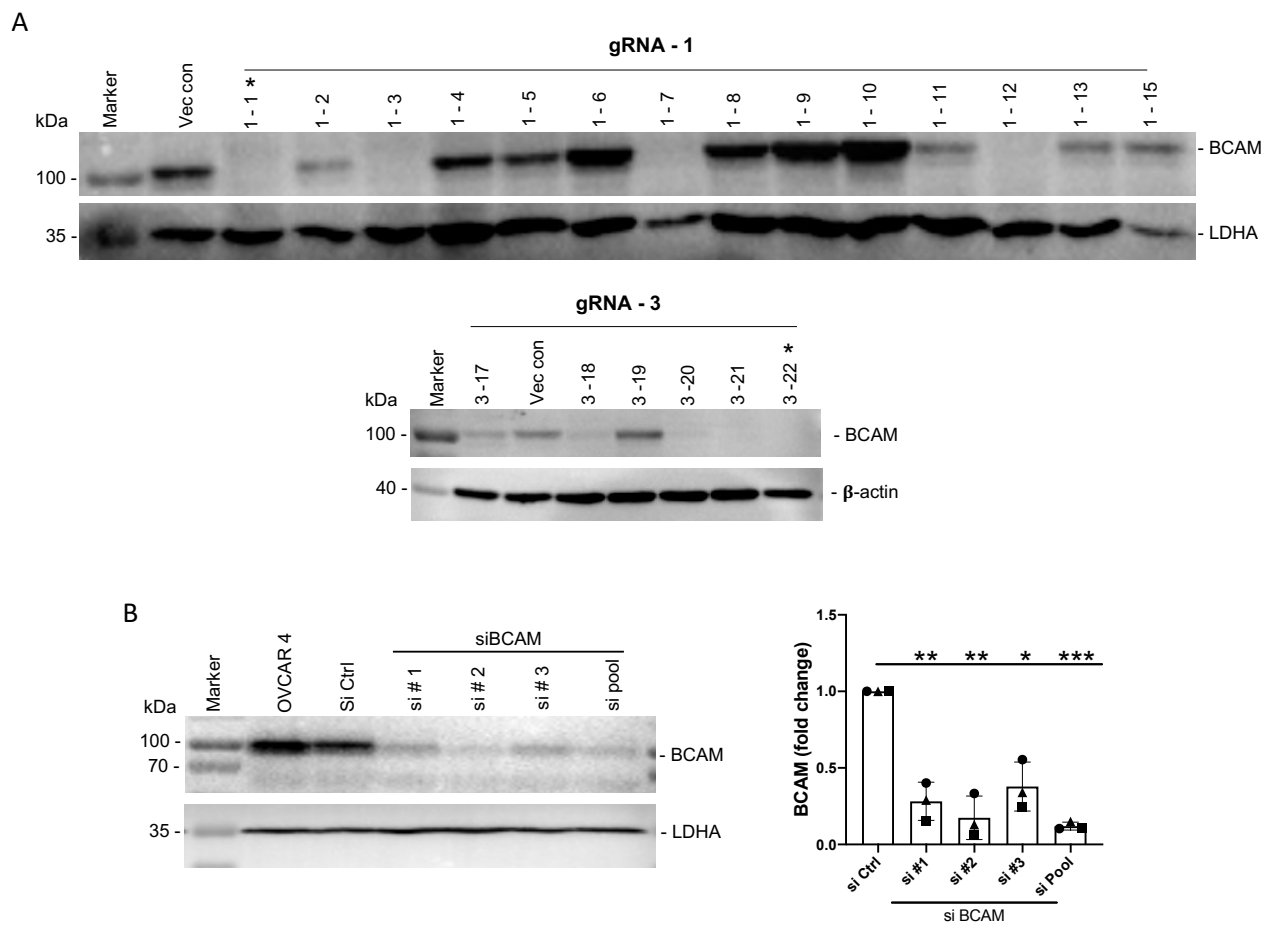 A
gRNA - 1
Marker
Vec con
1 - 1 *
1 - 2
1 - 3
1 - 4
1 - 5
1 - 6
1 - 7
1 - 8
1 - 9
1 - 10
1 - 11
1 - 12
1 - 13
1 - 15
kDa
100 -
- BCAM
35 -
- LDHA
gRNA - 3
Marker
3 -17
Vec con
3 -18
3 -19
3 -20
3 -21
3 -22 *
kDa
100 -
- BCAM
40 -
- β-actin
B
siBCAM
Marker
OVCAR 4
Si Ctrl
si # 1
si # 2
si # 3
si pool
kDa
100 -
70 -
- BCAM
35 -
- LDHA
BCAM (fold change)
1.5
1.0
0.5
0.0
** ** * ***
si Ctrl
si #1
si #2
si #3
si Pool
si BCAM